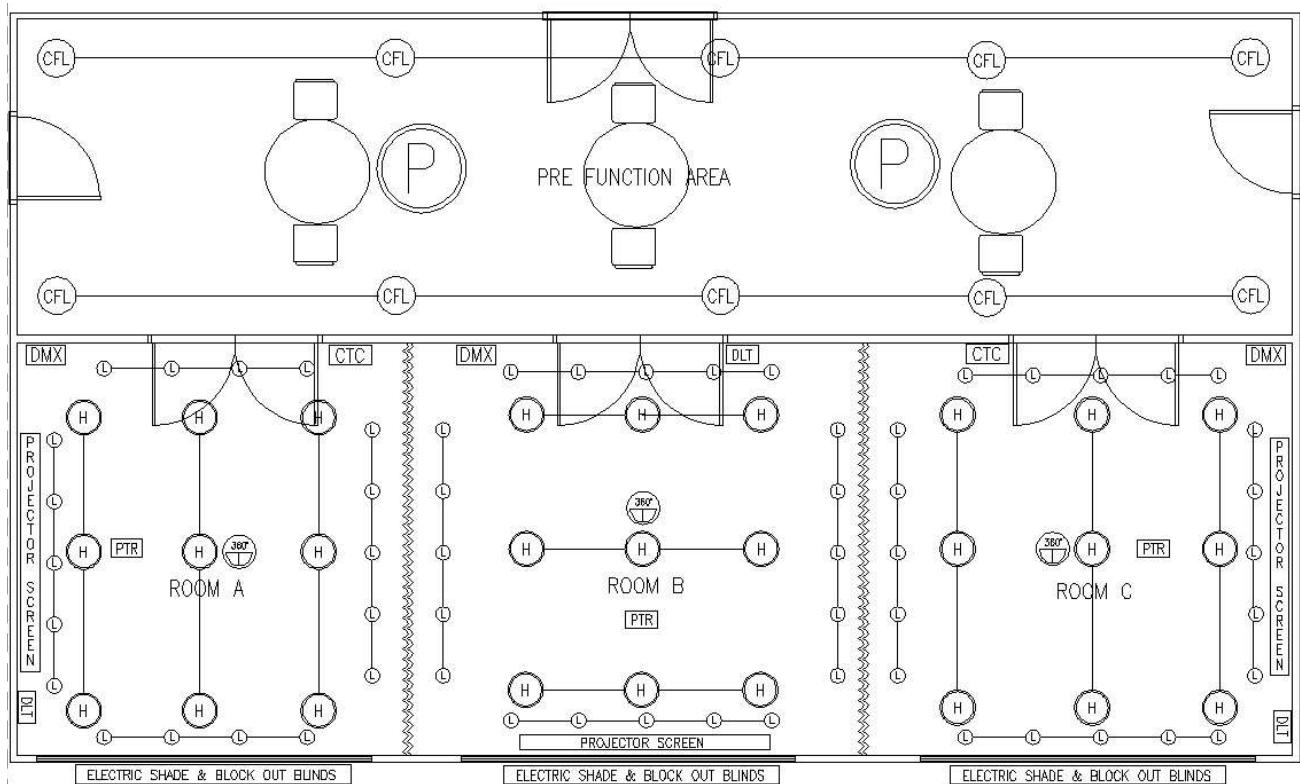 CFL CFL CFL CFL CFL
P P
PRE FUNCTION AREA
CFL CFL CFL CFL CFL
DMX CTC DMX DLT CTC DMX
L L L L L L L L L L L L L L
H H H H H H H H H
L L L L L L
L L L L L L
360°
H H H H H H H H H
PTR 360° 360° PTR
L L L L L L
ROOM A ROOM B ROOM C
PTR
L L L L L L
L L L L L L
PROJECTOR SCREEN
PROJECTOR SCREEN
DLT
DLT
H H H H H H H H H
L L L L L L L L L L L L L L
PROJECTOR SCREEN
ELECTRIC SHADE & BLOCK OUT BLINDS
ELECTRIC SHADE & BLOCK OUT BLINDS
ELECTRIC SHADE & BLOCK OUT BLINDS